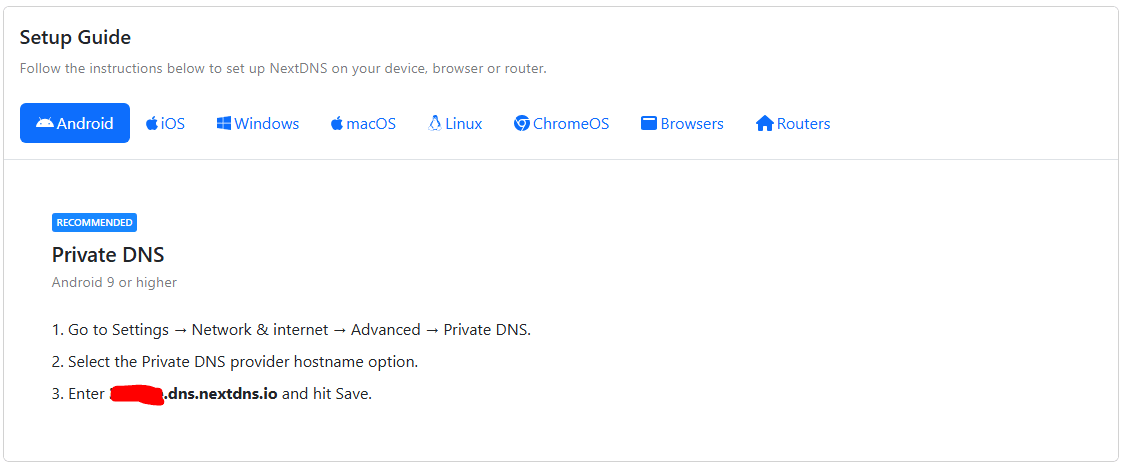 Setup Guide
Follow the instructions below to set up NextDNS on your device, browser or router.
Android iOS Windows macOS Linux ChromeOS Browsers Routers
RECOMMENDED
Private DNS
Android 9 or higher
1. Go to Settings → Network & internet → Advanced → Private DNS.
2. Select the Private DNS provider hostname option.
3. Enter .dns.nextdns.io and hit Save.